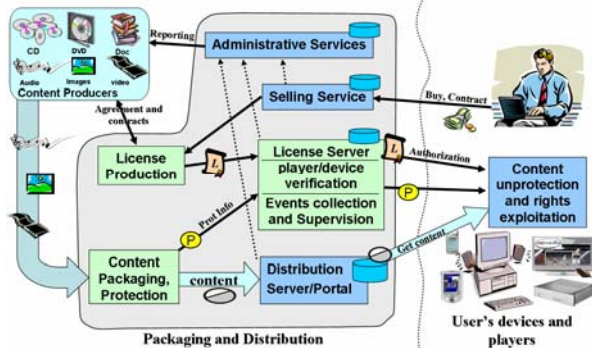 CD
DVD
Doc
Audio
Images
video
Content Producers
Reporting
Administrative Services
Selling Service
Buy, Contract
Agreement and
contracts
License
Production
L
License Server
player/device
verification
Events collection
and Supervision
L
Authorization
P
Content
unprotection
and rights
exploitation
P
Prot Info
Content
Packaging,
Protection
content
Distribution
Server/Portal
Get content
Packaging and Distribution
User's devices and
players